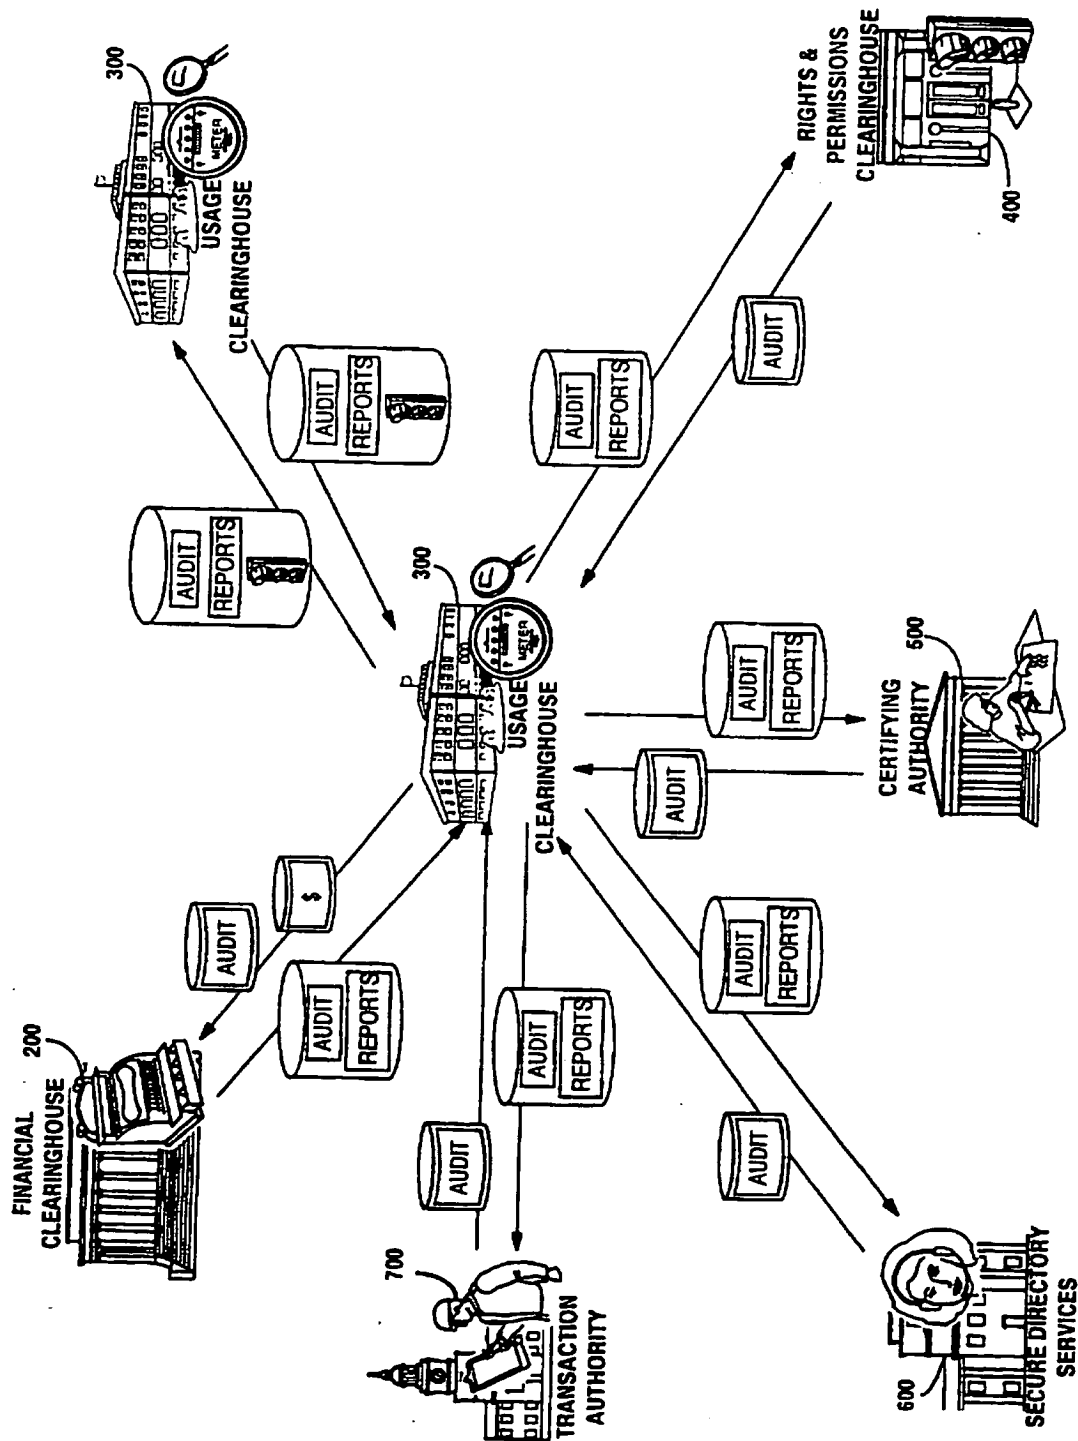 FINANCIAL
CLEARINGHOUSE
200
300
METER
USAGE
CLEARINGHOUSE
AUDIT
REPORTS
AUDIT
$
AUDIT
REPORTS
AUDIT
REPORTS
700
300
METER
USAGE
CLEARINGHOUSE
AUDIT
AUDIT
REPORTS
TRANSACTION
AUTHORITY
AUDIT
REPORTS
AUDIT
AUDIT
REPORTS
AUDIT
REPORTS
AUDIT
AUDIT
RIGHTS &
PERMISSIONS
CLEARINGHOUSE
400
CERTIFYING
AUTHORITY
500
600
SECURE DIRECTORY
SERVICES